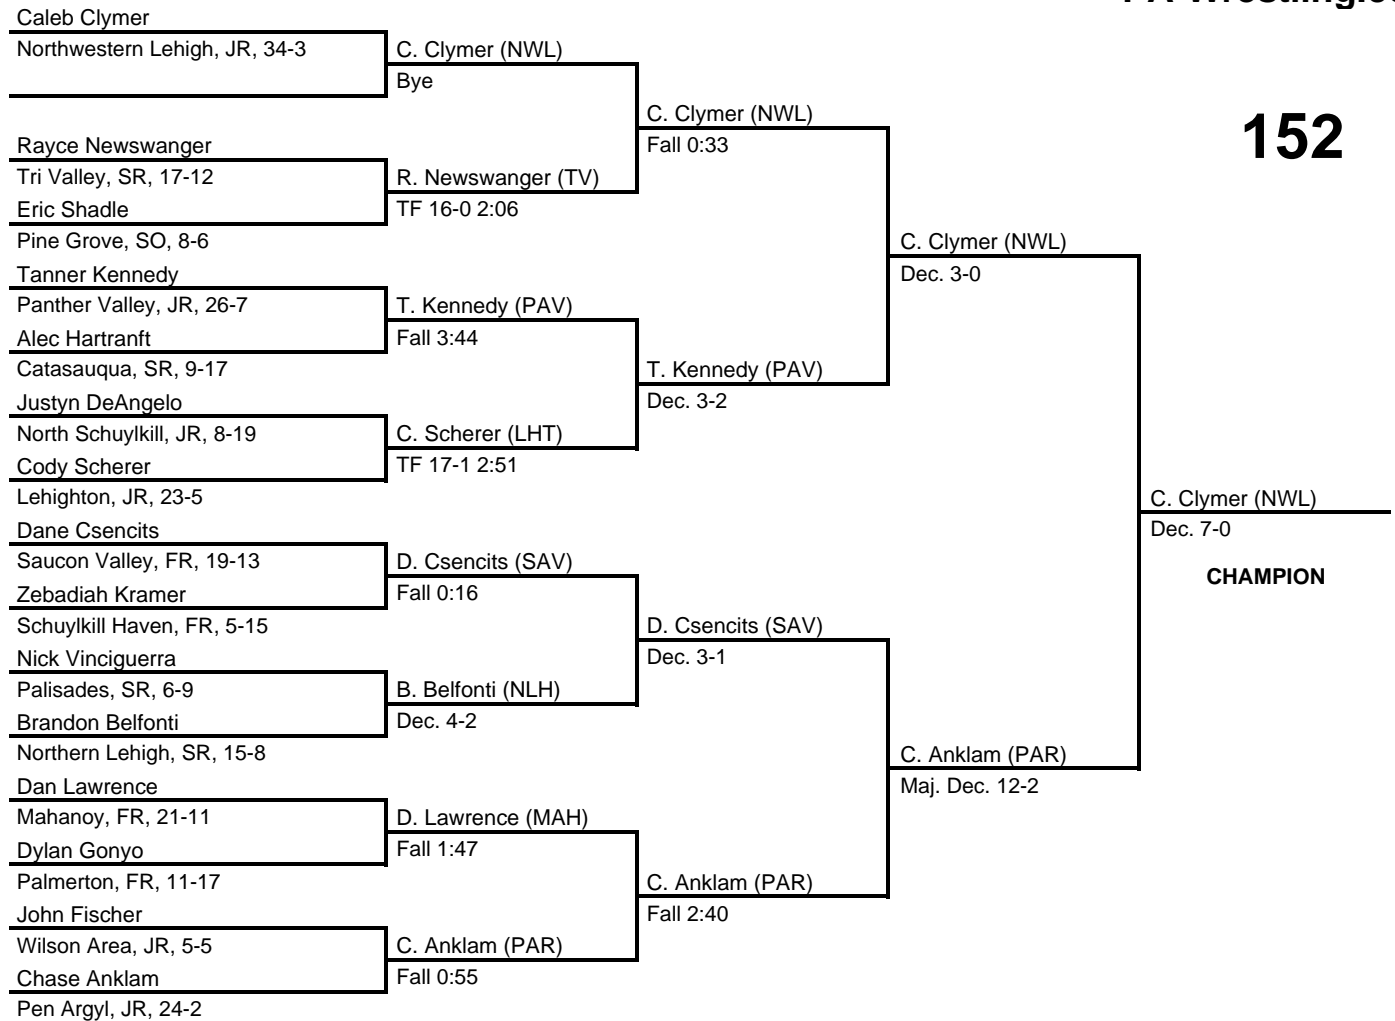 Caleb Clymer
Northwestern Lehigh, JR, 34-3
C. Clymer (NWL)
Bye
C. Clymer (NWL)
Fall 0:33
152
Rayce Newswanger
Tri Valley, SR, 17-12
R. Newswanger (TV)
Eric Shadle
TF 16-0 2:06
Pine Grove, SO, 8-6
C. Clymer (NWL)
Dec. 3-0
Tanner Kennedy
Panther Valley, JR, 26-7
T. Kennedy (PAV)
Alec Hartranft
Fall 3:44
Catasauqua, SR, 9-17
T. Kennedy (PAV)
Dec. 3-2
Justyn DeAngelo
North Schuylkill, JR, 8-19
C. Scherer (LHT)
Cody Scherer
TF 17-1 2:51
Lehighton, JR, 23-5
C. Clymer (NWL)
Dec. 7-0
CHAMPION
Dane Csencits
Saucon Valley, FR, 19-13
D. Csencits (SAV)
Zebadiah Kramer
Fall 0:16
Schuylkill Haven, FR, 5-15
D. Csencits (SAV)
Dec. 3-1
Nick Vinciguerra
Palisades, SR, 6-9
B. Belfonti (NLH)
Brandon Belfonti
Dec. 4-2
Northern Lehigh, SR, 15-8
C. Anklam (PAR)
Maj. Dec. 12-2
Dan Lawrence
Mahanoy, FR, 21-11
D. Lawrence (MAH)
Dylan Gonyo
Fall 1:47
Palmerton, FR, 11-17
C. Anklam (PAR)
Fall 2:40
John Fischer
Wilson Area, JR, 5-5
C. Anklam (PAR)
Chase Anklam
Fall 0:55
Pen Argyl, JR, 24-2